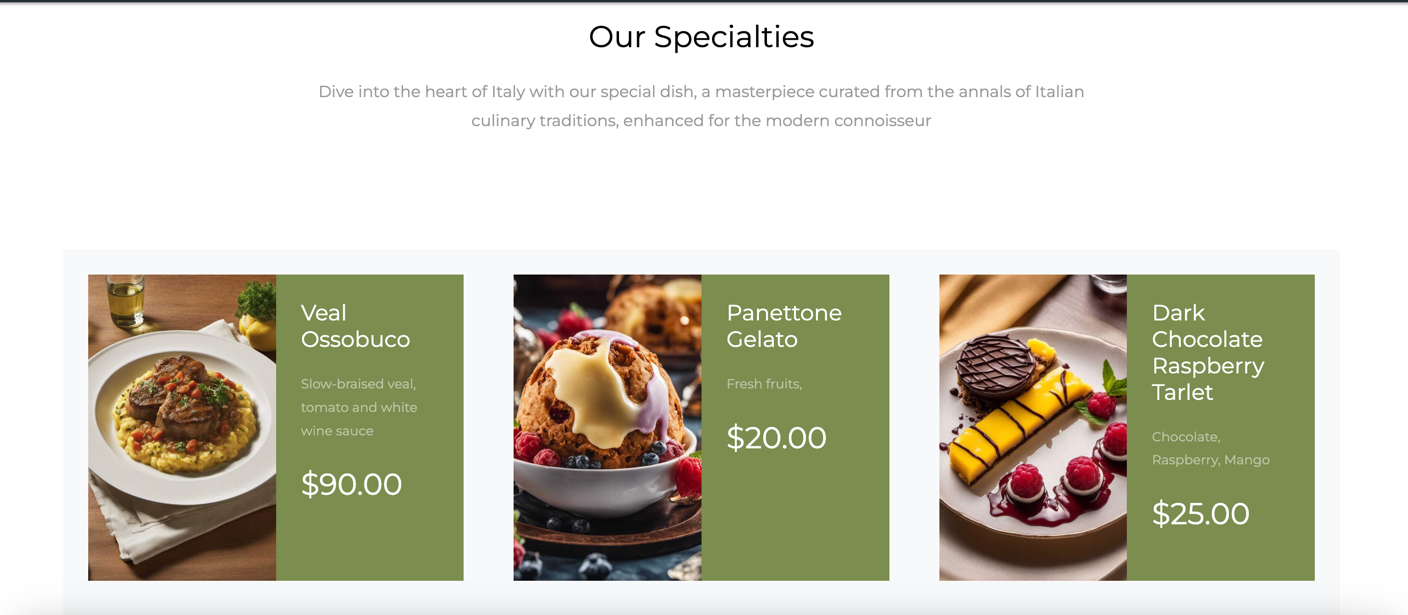 Our Specialties
Dive into the heart of Italy with our special dish, a masterpiece curated from the annals of Italian
culinary traditions, enhanced for the modern connoisseur
Veal
Ossobuco
Slow-braised veal,
tomato and white
wine sauce
$90.00
Panettone
Gelato
Fresh fruits,
$20.00
Dark
Chocolate
Raspberry
Tarlet
Chocolate,
Raspberry, Mango
$25.00